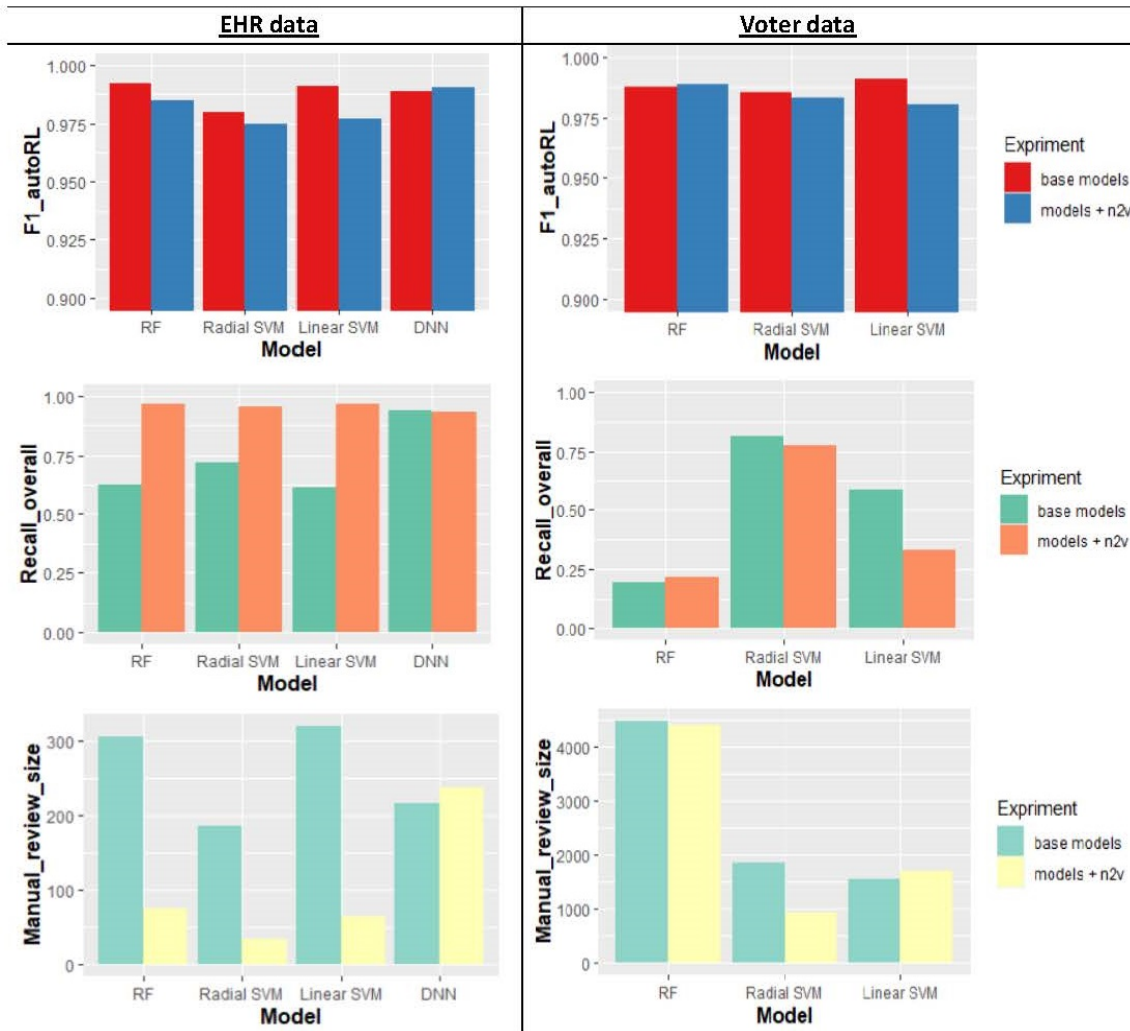 EHR data
Voter data
1.000
0.975
0.950
0.925
0.900
F1_autoRL
RF Radial SVM Linear SVM DNN
Model
1.000
0.975
0.950
0.925
0.900
F1_autoRL
RF Radial SVM Linear SVM
Model
Expriment
base models
models + n2v
1.00
0.75
0.50
0.25
0.00
Recall_overall
RF Radial SVM Linear SVM DNN
Model
1.00
0.75
0.50
0.25
0.00
Recall_overall
RF Radial SVM Linear SVM
Model
Expriment
base models
models + n2v
300
200
100
0
Manual_review_size
RF Radial SVM Linear SVM DNN
Model
4000
3000
2000
1000
0
Manual_review_size
RF Radial SVM Linear SVM
Model
Expriment
base models
models + n2v